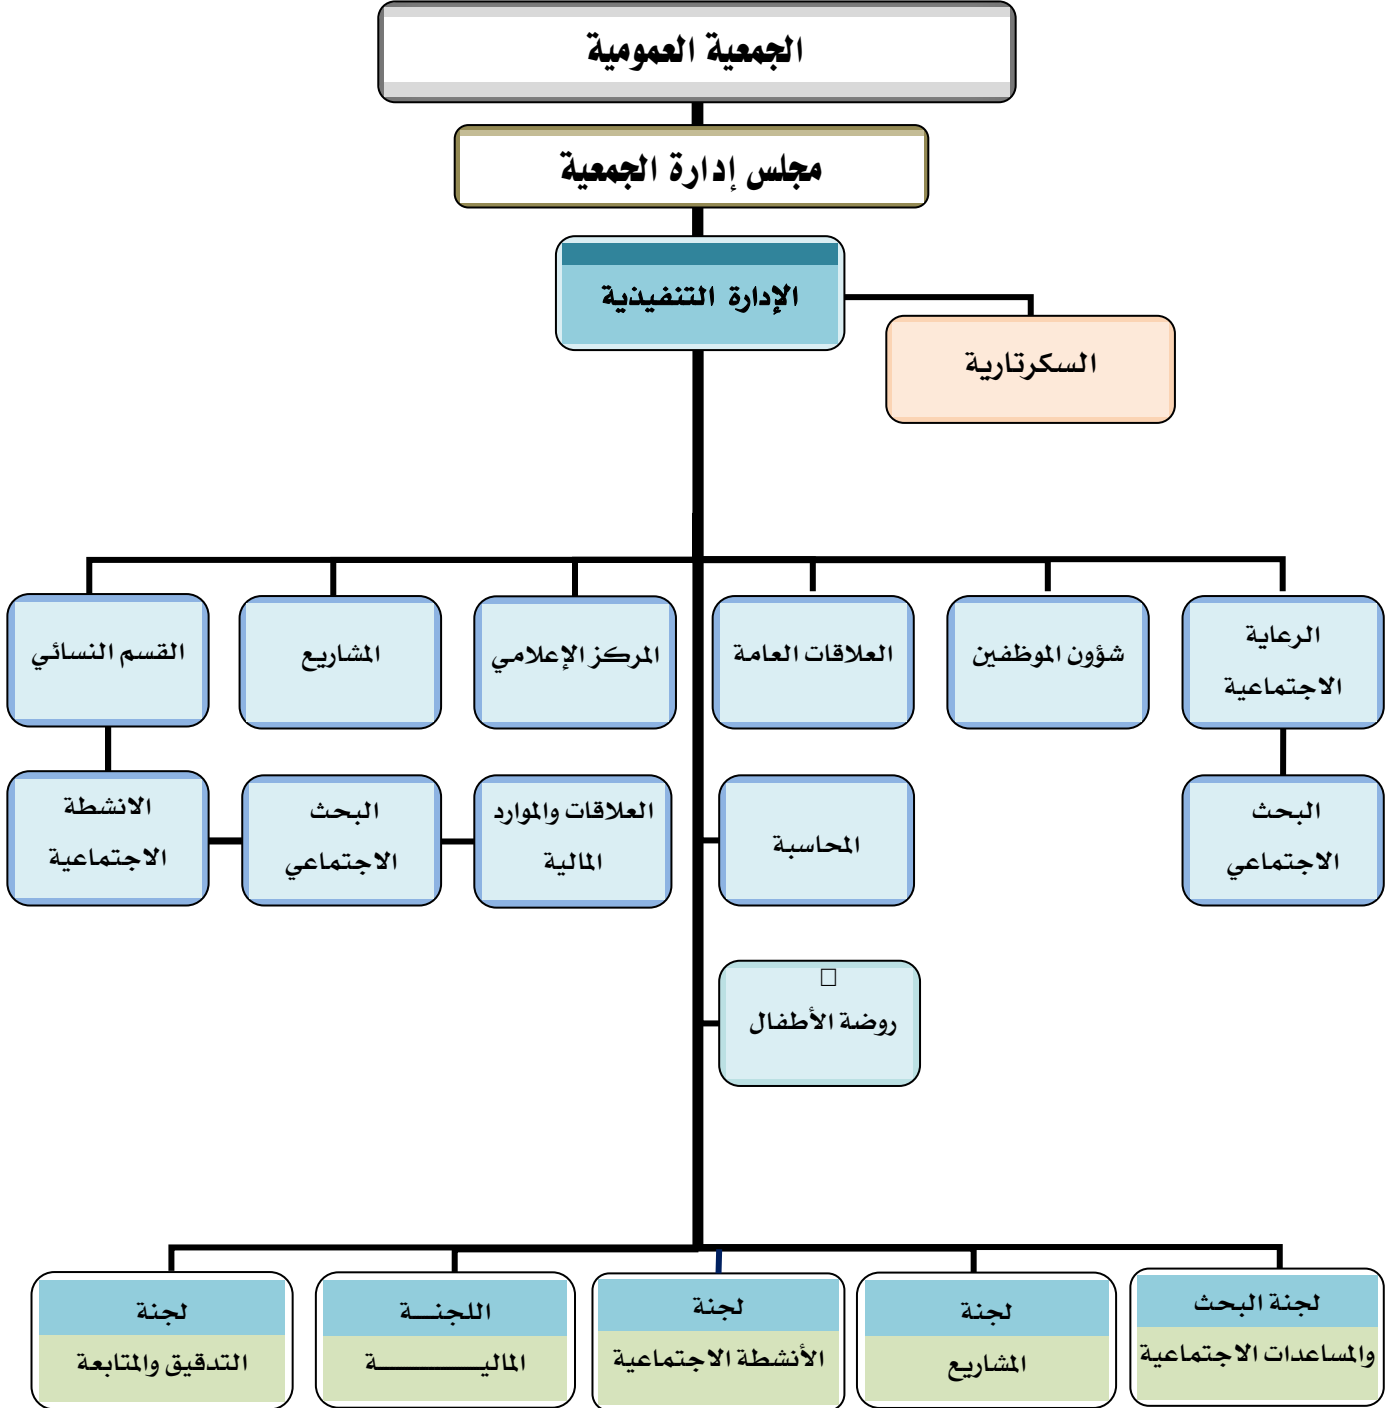 الجمعية العمومية
مجلس إدارة الجمعية
الإدارة التنفيذية
السكرتارية
الرعاية
الاجتماعية
شؤون الموظفين
العلاقات العامة
المركز الإعلامي
المشاريع
القسم النسائي
البحث
الاجتماعي
المحاسبة
العلاقات والموارد
المالية
البحث
الاجتماعي
الانشطة
الاجتماعية
روضة الأطفال
لجنة البحث
والمساعدات الاجتماعية
لجنة
المشاريع
لجنة
الأنشطة الاجتماعية
اللجنــة
الماليــــــــــة
لجنة
التدقيق والمتابعة